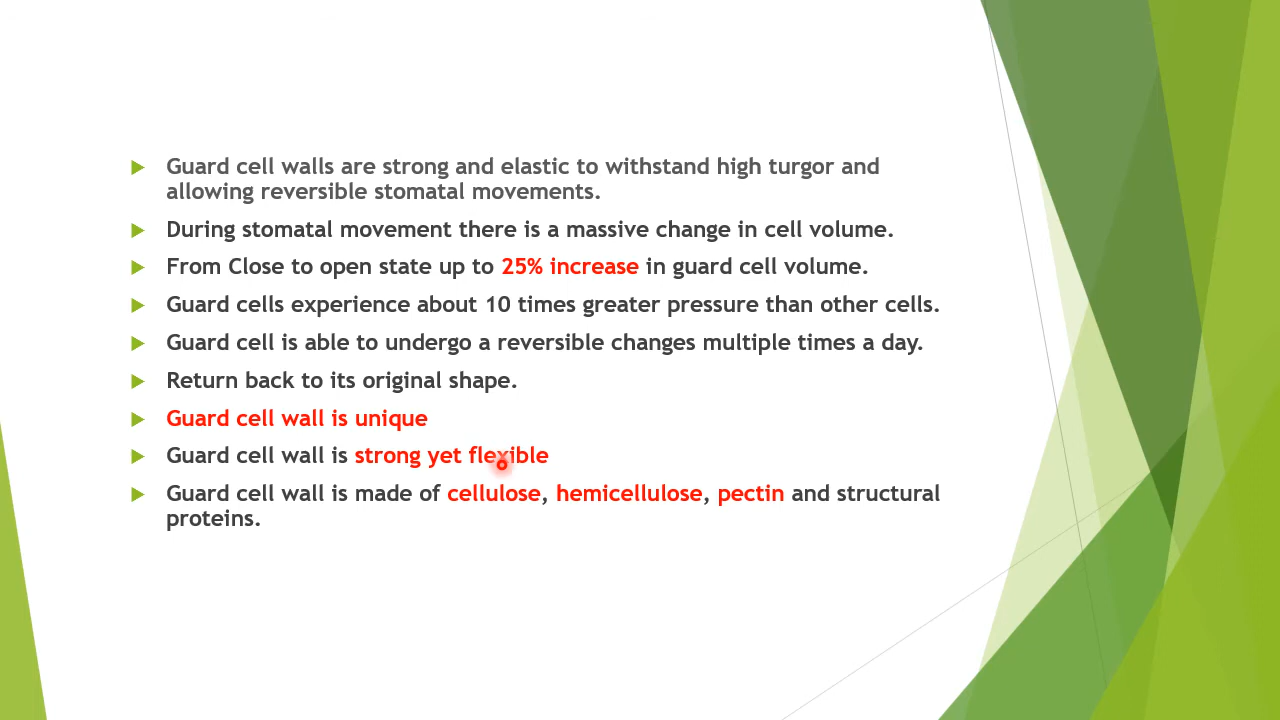 Guard cell walls are strong and elastic to withstand high turgor and
allowing reversible stomatal movements.
During stomatal movement there is a massive change in cell volume.
From Close to open state up to 25% increase in guard cell volume.
Guard cells experience about 10 times greater pressure than other cells.
Guard cell is able to undergo a reversible changes multiple times a day.
Return back to its original shape.
Guard cell wall is unique
Guard cell wall is strong yet flexible
Guard cell wall is made of cellulose, hemicellulose, pectin and structural
proteins.